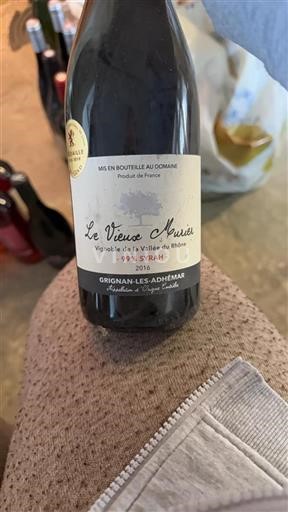 MIS EN BOUTEILLE AU DOMAINE
Produit de France
Le Vieux Murier
Vignoble de la Vallée du Rhône
99% SYRAH
2016
GRIGNAN-LES-ADHÉMAR
Appellation d'Origine Contrôlée